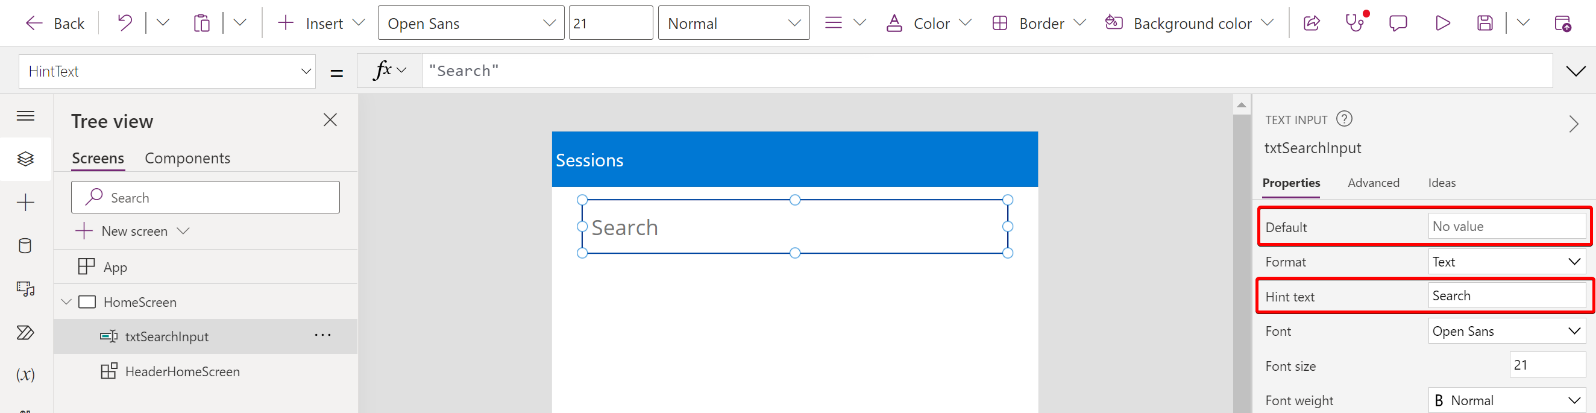 Back Insert Open Sans 21 Normal Color Border Background color
HintText = fx "Search"
Tree view
Screens Components
Search
New screen
App
HomeScreen
txtSearchInput ...
HeaderHomeScreen
(x)
Sessions
Search
TEXT INPUT ?
txtSearchInput
Properties Advanced Ideas
Default No value
Format Text
Hint text Search
Font Open Sans
Font size 21
Font weight B Normal